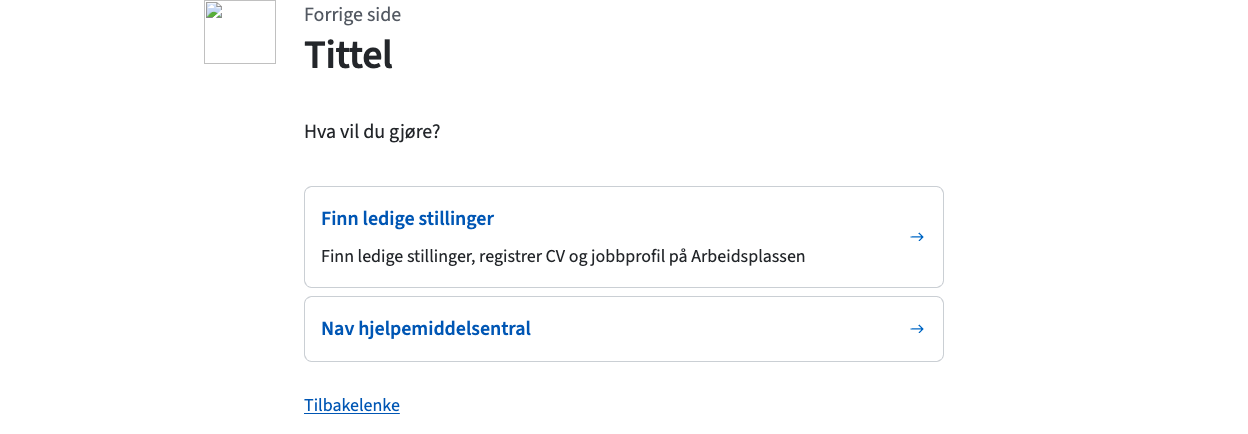 Forrige side
Tittel
Hva vil du gjøre?
Finn ledige stillinger
Finn ledige stillinger, registrer CV og jobbprofil på Arbeidsplassen
Nav hjelpemiddelsentral
Tilbakelenke